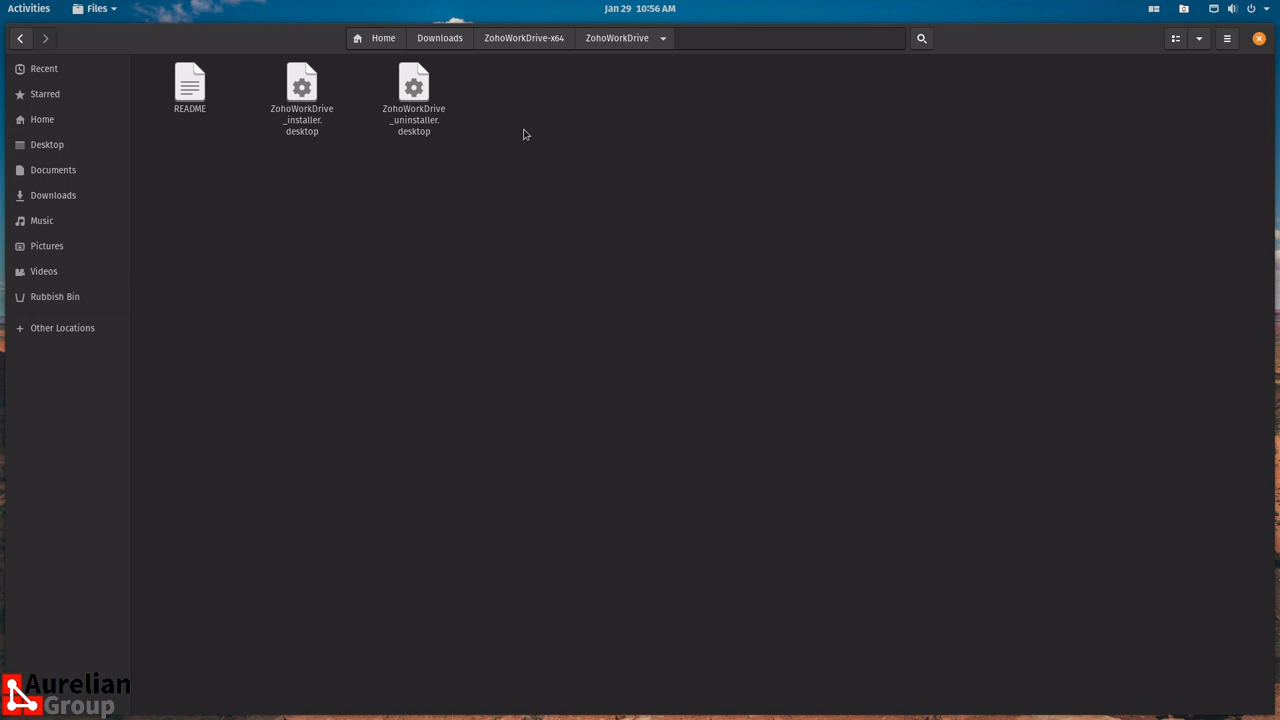 Activities
Files
Jan 29 10:56 AM
Home
Downloads
ZohoWorkDrive-x64
ZohoWorkDrive
Recent
Starred
Home
Desktop
Documents
Downloads
Music
Pictures
Videos
Rubbish Bin
Other Locations
README
ZohoWorkDrive
_installer.
desktop
ZohoWorkDrive
_uninstaller.
desktop
Aurelian
Group